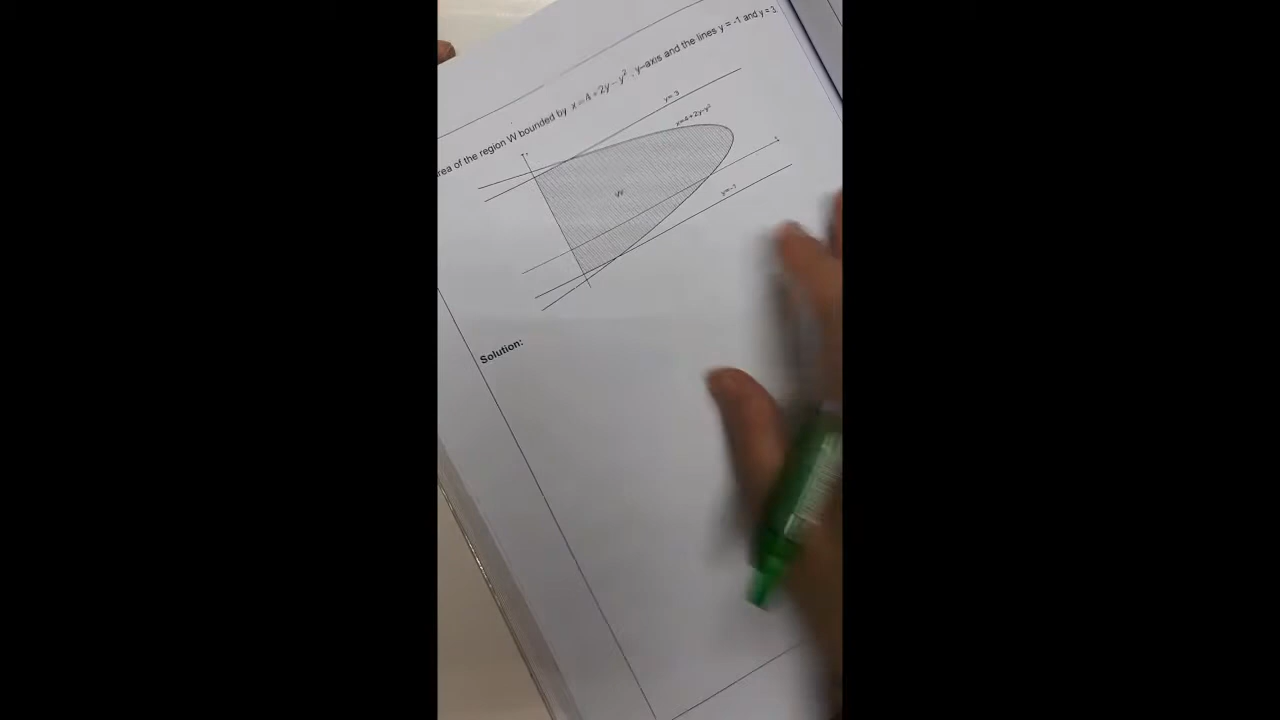 area of the region W bounded by x = 4 + 2y − y², y-axis and the lines y = -1 and y = 3.
y= 3
x=4+2y-y²
W
y=-1
Solution: